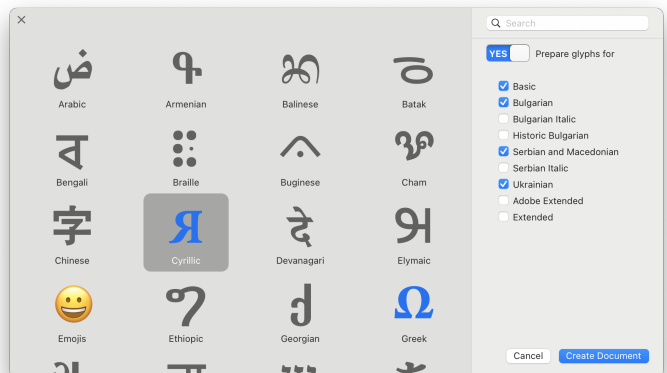 Search
YES Prepare glyphs for
ض ф Ձ
Arabic Armenian Balinese Batak
Basic
Bulgarian
Bulgarian Italic
Historic Bulgarian
Serbian and Macedonian
Serbian Italic
Ukrainian
Adobe Extended
Extended
Bengali Braille Buginese Cham
字 Я दे
Chinese Cyrillic Devanagari Elymaic
Ω
Emojis Ethiopic Georgian Greek
Cancel Create Document